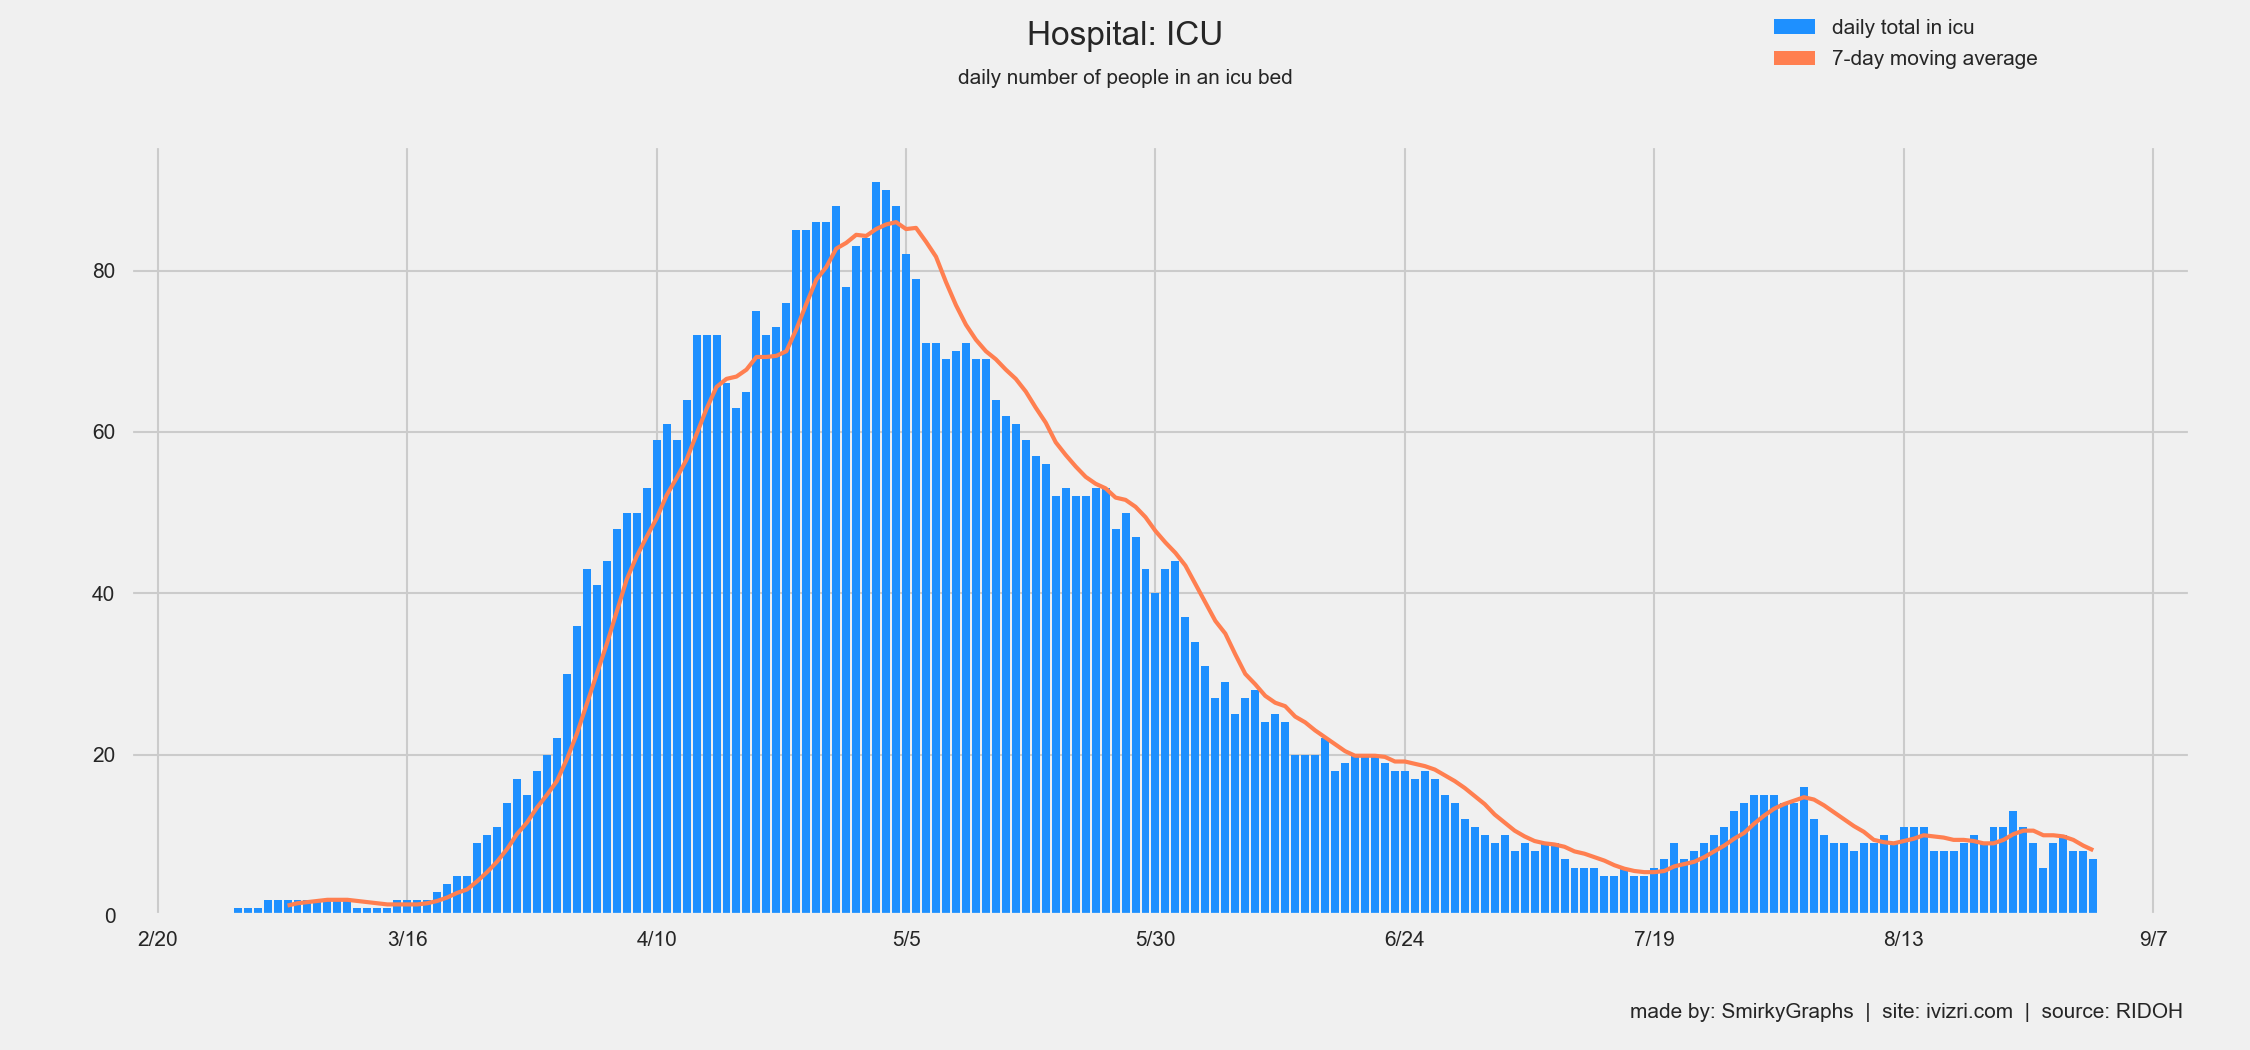 Hospital: ICU
daily number of people in an icu bed
daily total in icu
7-day moving average
80
60
40
20
0
2/20 3/16 4/10 5/5 5/30 6/24 7/19 8/13 9/7
made by: SmirkyGraphs | site: ivizri.com | source: RIDOH